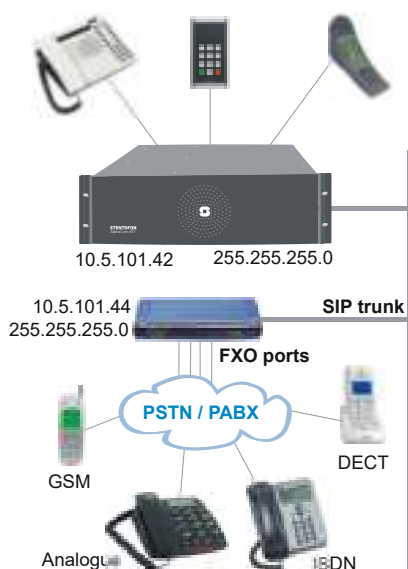 STENTOFON
10.5.101.42 255.255.255.0
10.5.101.44
255.255.255.0
SIP trunk
FXO ports
PSTN / PABX
GSM
DECT